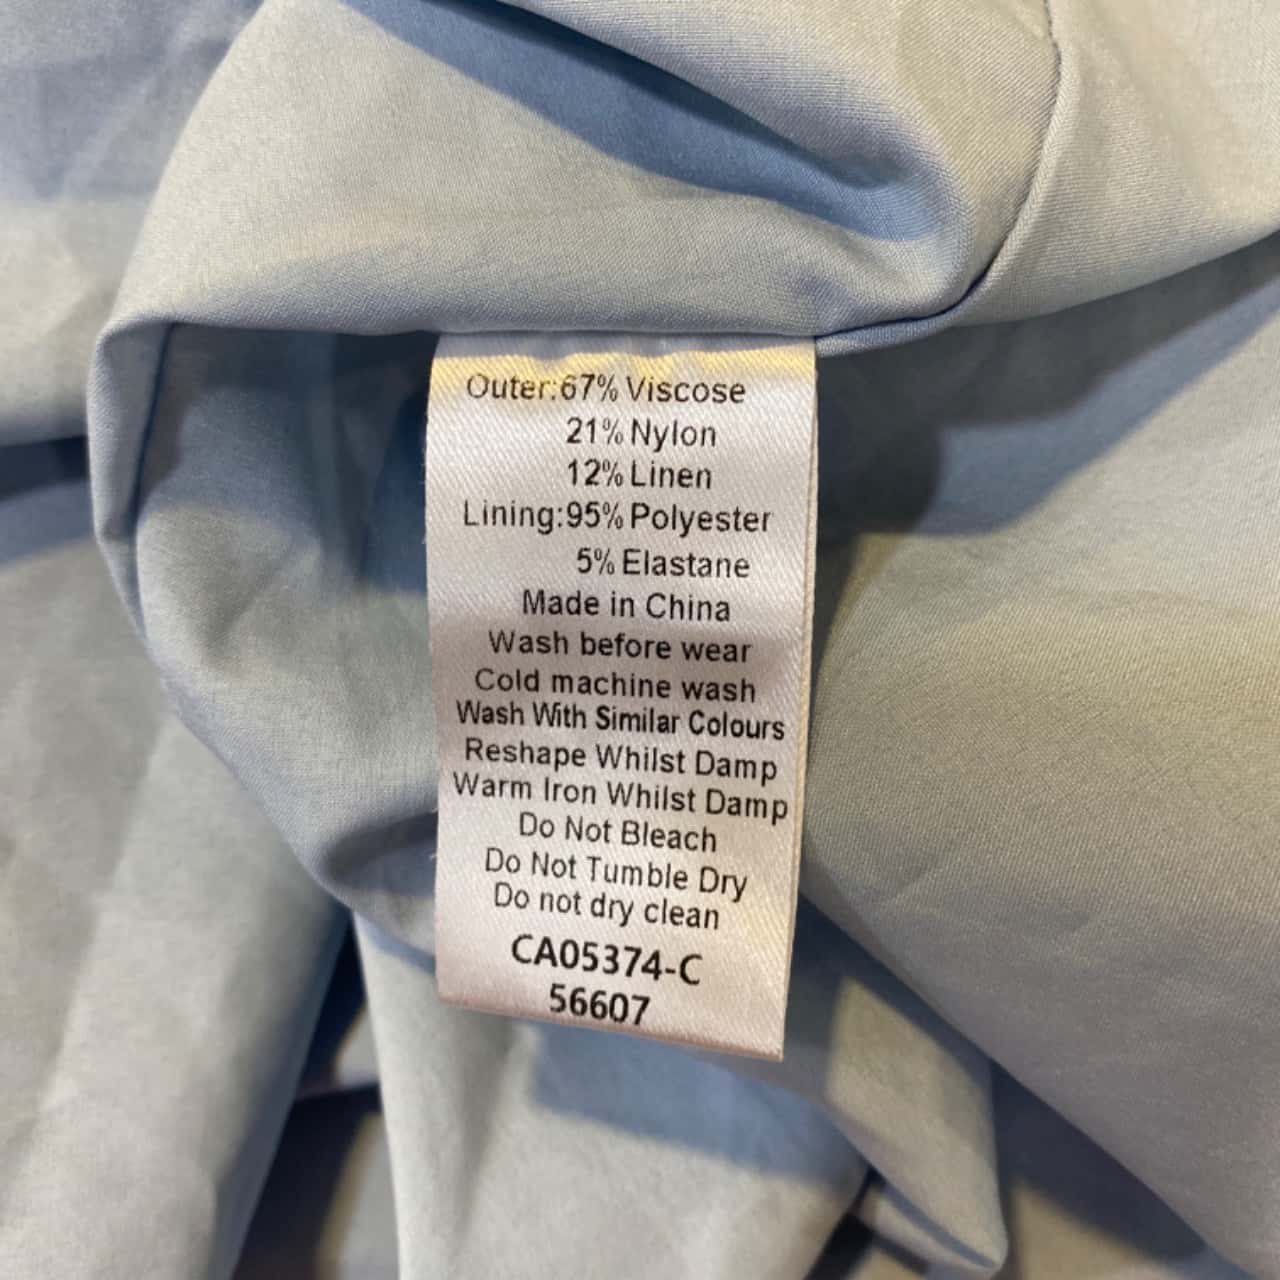 Outer:67% Viscose
21% Nylon
12% Linen
Lining:95% Polyester
5% Elastane
Made in China
Wash before wear
Cold machine wash
Wash With Similar Colours
Reshape Whilst Damp
Warm Iron Whilst Damp
Do Not Bleach
Do Not Tumble Dry
Do not dry clean
CA05374-C
56607